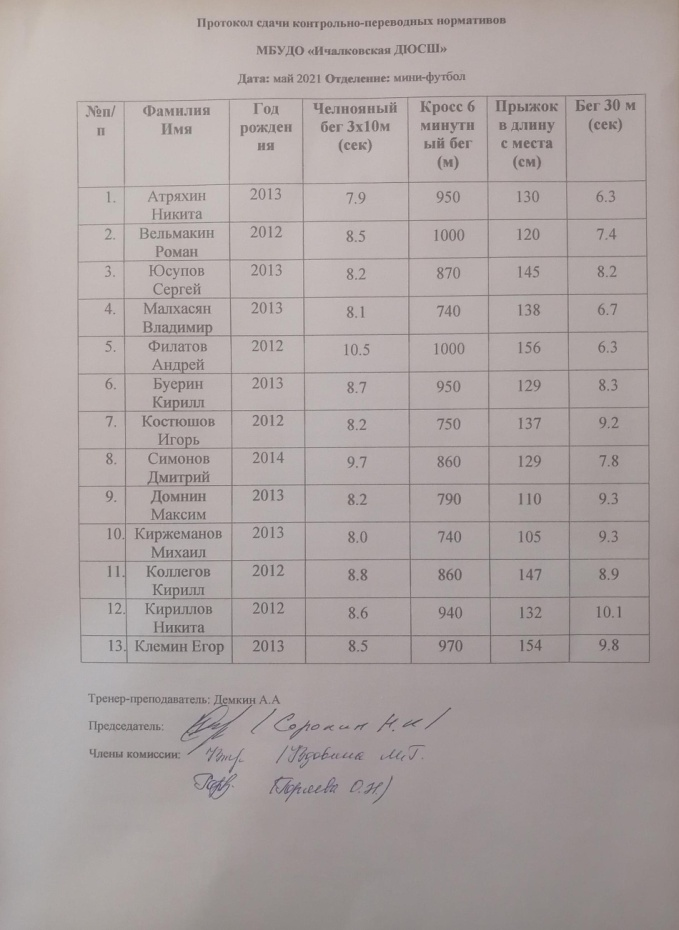 Протокол сдачи контрольно-переводных нормативов
МБУДО «Ичалковская ДЮСШ»
Дата: май 2021 Отделение: мини-футбол
№п/п Фамилия Имя Год рождения Челнояный бег 3х10м (сек) Кросс 6 минутный бег (м) Прыжок в длину с места (см) Бег 30 м (сек)
1. Атряхин Никита 2013 7.9 950 130 6.3
2. Вельмакин Роман 2012 8.5 1000 120 7.4
3. Юсупов Сергей 2013 8.2 870 145 8.2
4. Малхасян Владимир 2013 8.1 740 138 6.7
5. Филатов Андрей 2012 10.5 1000 156 6.3
6. Буерин Кирилл 2013 8.7 950 129 8.3
7. Костюшов Игорь 2012 8.2 750 137 9.2
8. Симонов Дмитрий 2014 9.7 860 129 7.8
9. Домнин Максим 2013 8.2 790 110 9.3
10. Киржеманов Михаил 2013 8.0 740 105 9.3
11. Коллегов Кирилл 2012 8.8 860 147 8.9
12. Кириллов Никита 2012 8.6 940 132 10.1
13. Клемин Егор 2013 8.5 970 154 9.8
Тренер-преподаватель: Демкин А.А
Председатель: / Сорокин Н.И /
Члены комиссии: / Вдовина М.Г.
О.Н)